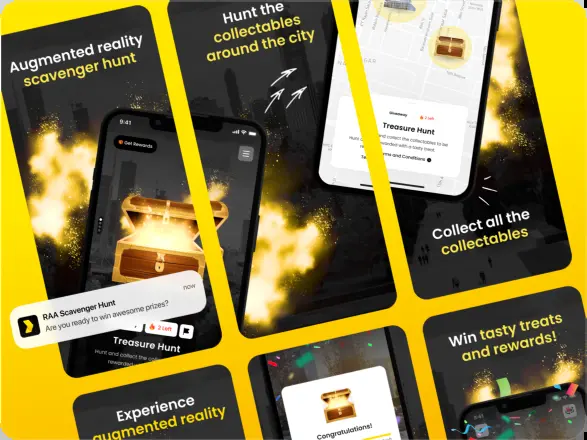 Augmented reality
scavenger hunt
9:41
Get Rewards
RAA Scavenger Hunt
now
Are you ready to win awesome prizes?
2 Left
Treasure Hunt
Hunt and collect the
rewarded
Hunt the
collectables
around the city
Giveaway
2 Left
Treasure Hunt
Hunt and collect the collectables to be
rewarded with a tasty treat.
Terms and Conditions
Collect all the
collectables
Experience
augmented reality
Congratulations!
Win tasty treats
and rewards!